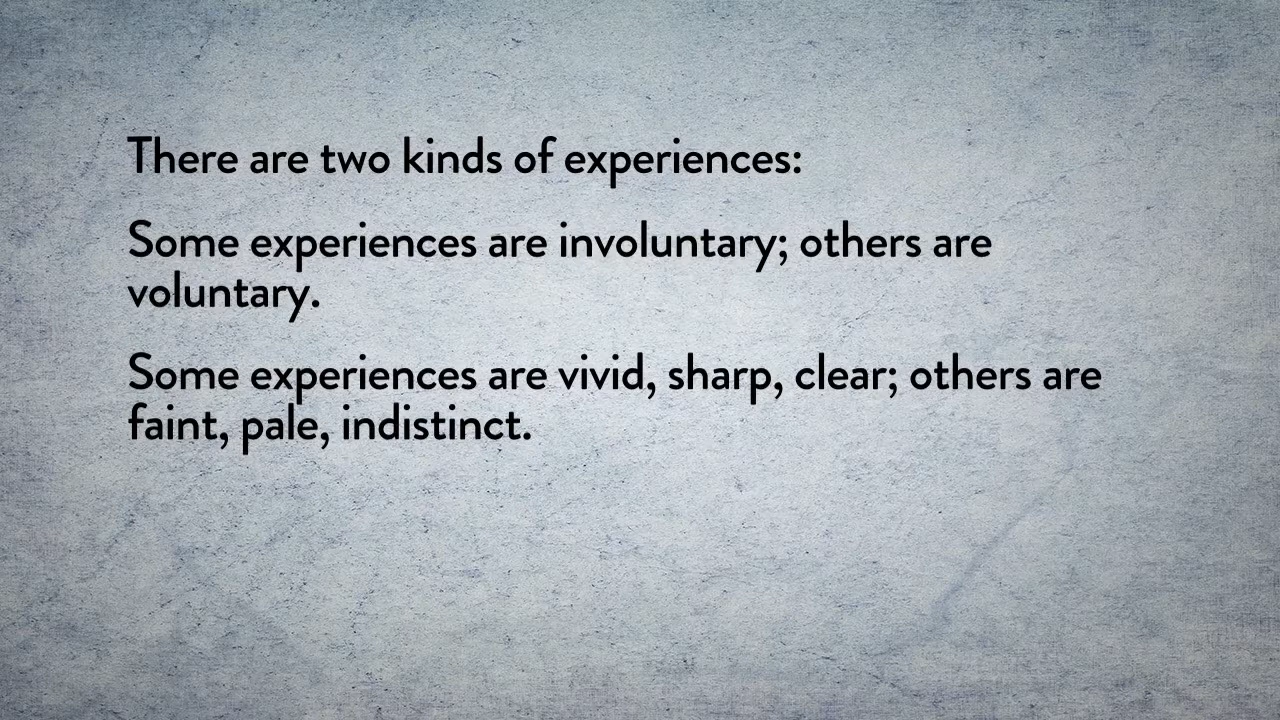 There are two kinds of experiences:
Some experiences are involuntary; others are
voluntary.
Some experiences are vivid, sharp, clear; others are
faint, pale, indistinct.